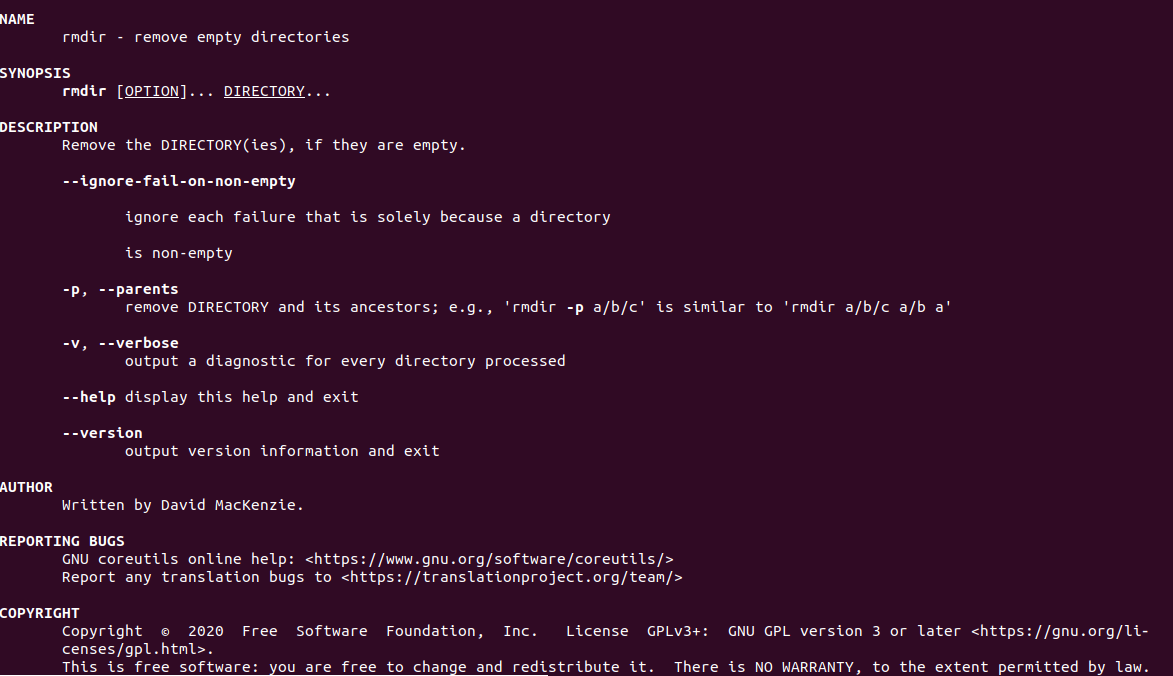 NAME
rmdir - remove empty directories
SYNOPSIS
rmdir [OPTION]... DIRECTORY...
DESCRIPTION
Remove the DIRECTORY(ies), if they are empty.
--ignore-fail-on-non-empty
ignore each failure that is solely because a directory
is non-empty
-p, --parents
remove DIRECTORY and its ancestors; e.g., 'rmdir -p a/b/c' is similar to 'rmdir a/b/c a/b a'
-v, --verbose
output a diagnostic for every directory processed
--help display this help and exit
--version
output version information and exit
AUTHOR
Written by David MacKenzie.
REPORTING BUGS
GNU coreutils online help: <https://www.gnu.org/software/coreutils/>
Report any translation bugs to <https://translationproject.org/team/>
COPYRIGHT
Copyright © 2020 Free Software Foundation, Inc. License GPLv3+: GNU GPL version 3 or later <https://gnu.org/li-
censes/gpl.html>.
This is free software: you are free to change and redistribute it. There is NO WARRANTY, to the extent permitted by law.